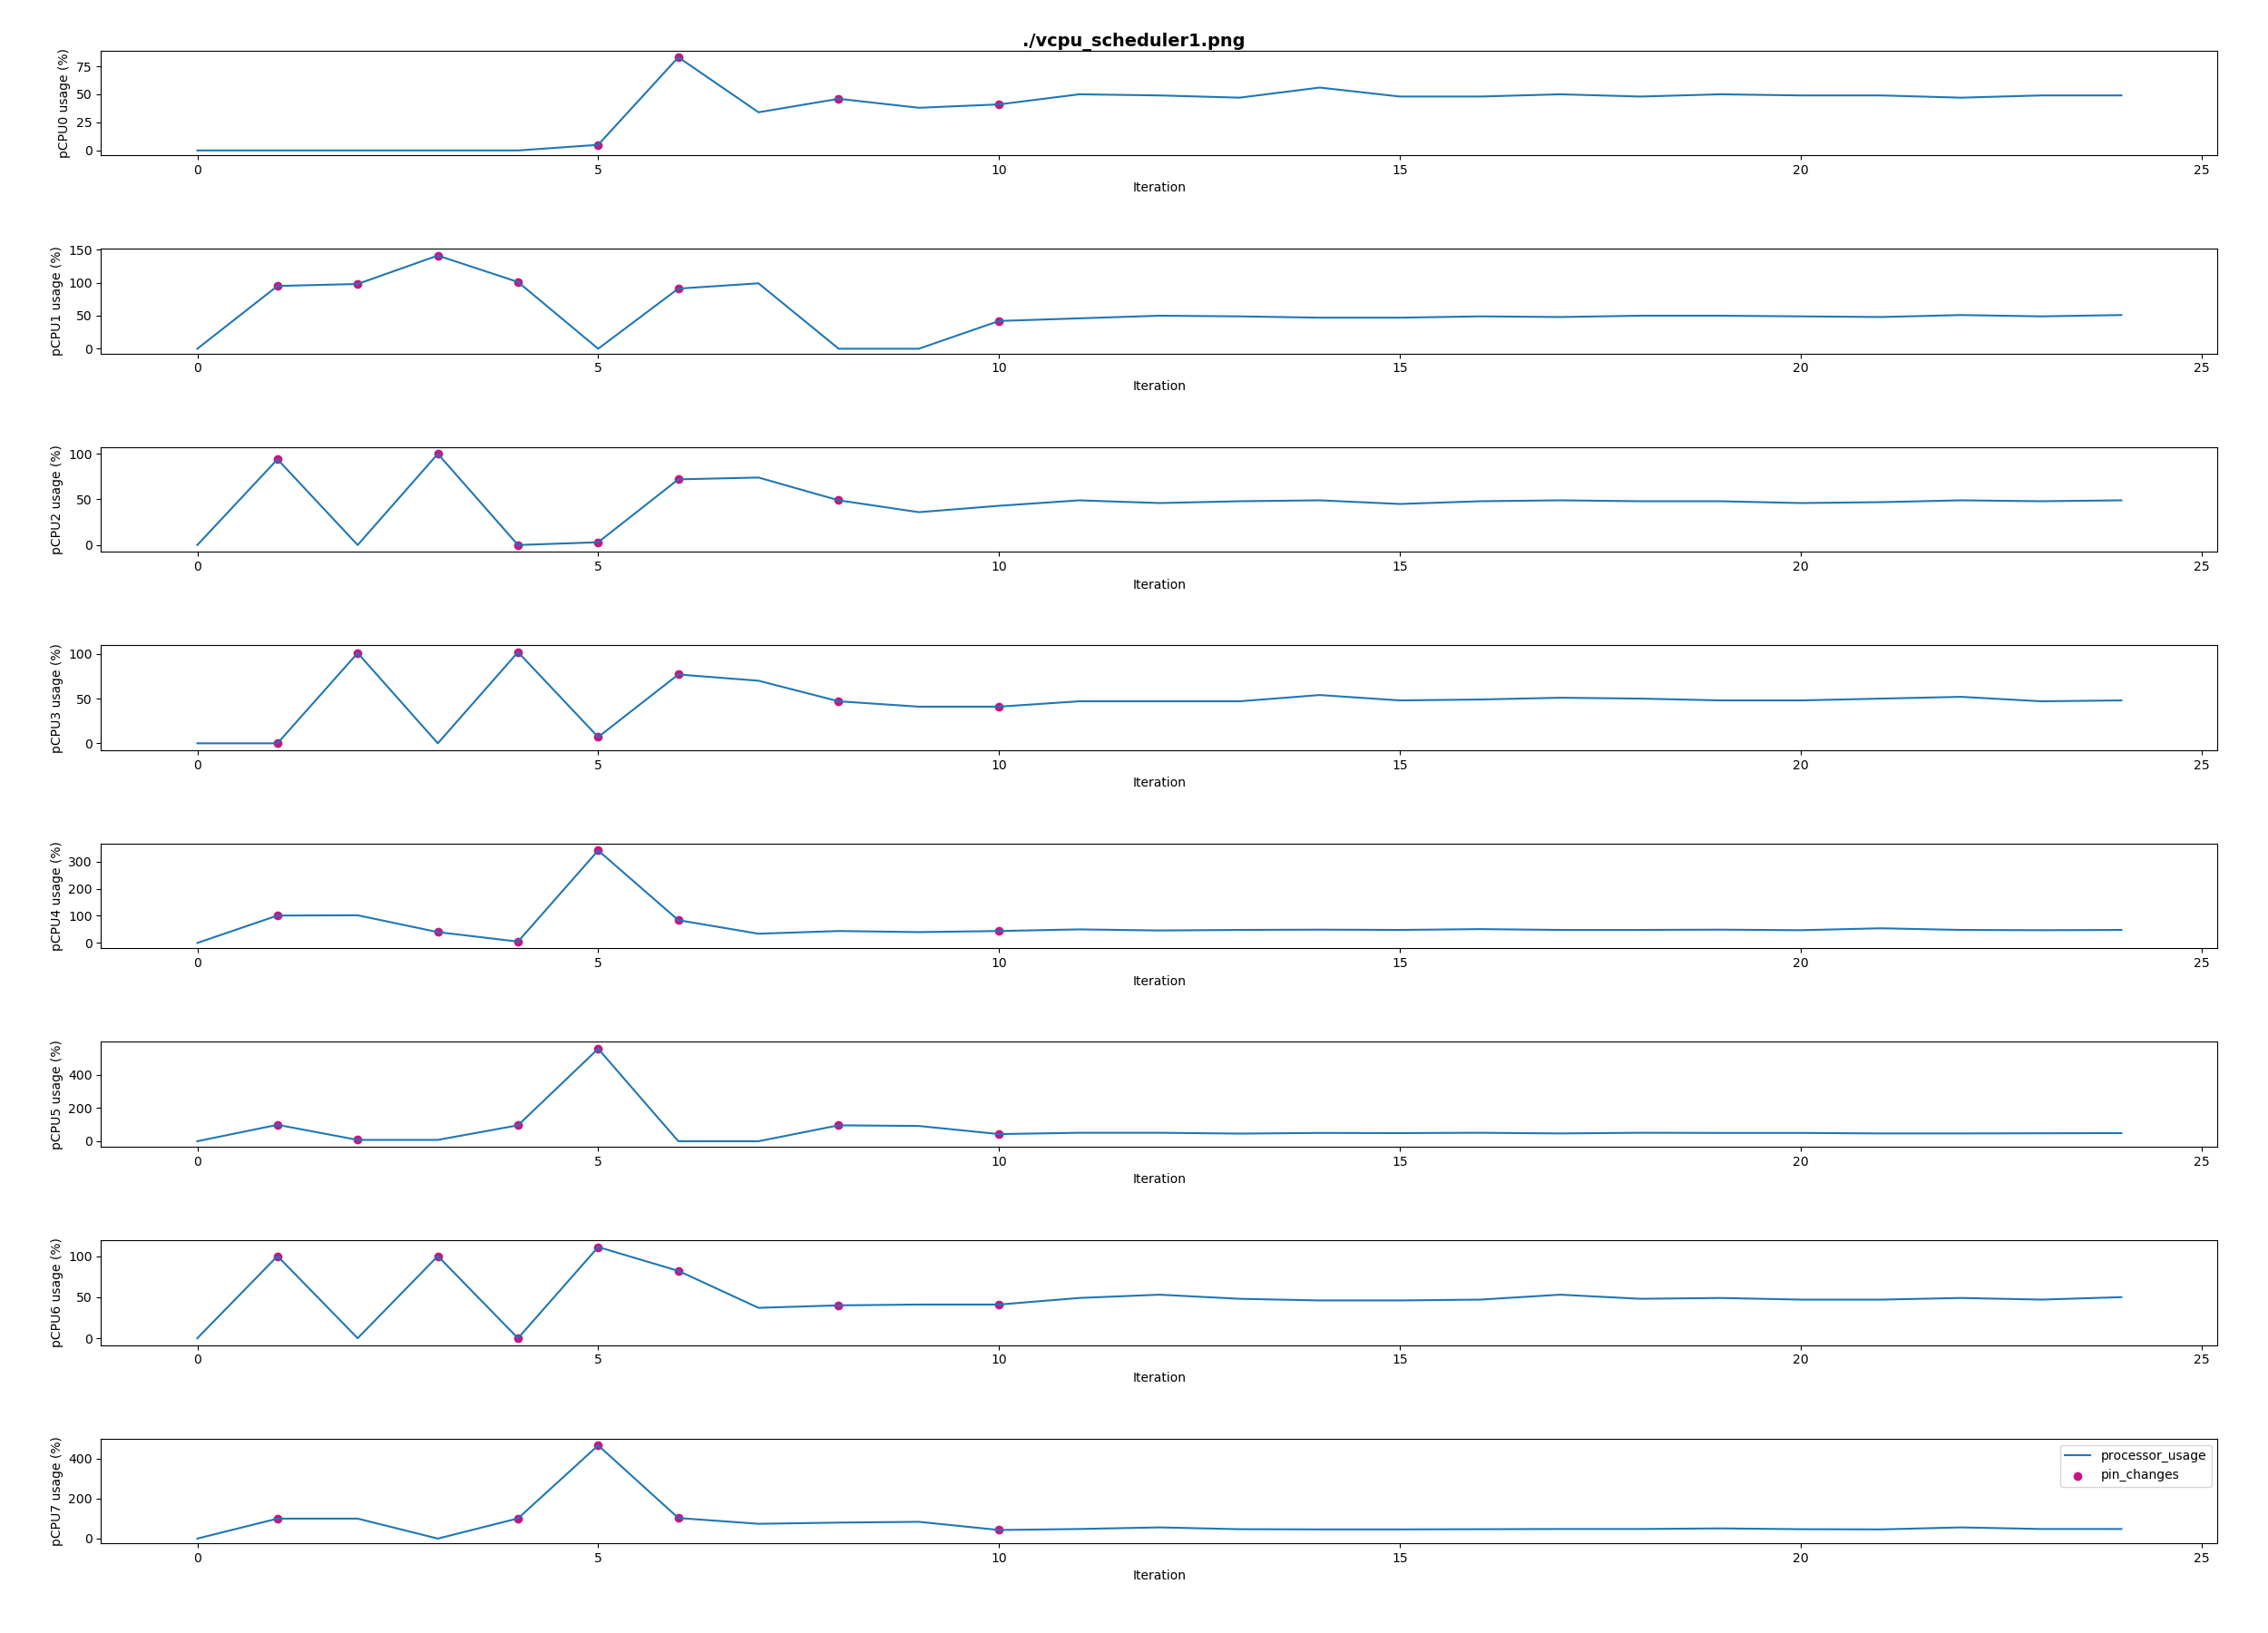 ./vcpu_scheduler1.png
pCPU0 usage (%)
75
50
25
0
0 5 10 15 20 25
Iteration
pCPU1 usage (%)
150
100
50
0
0 5 10 15 20 25
Iteration
pCPU2 usage (%)
100
50
0
0 5 10 15 20 25
Iteration
pCPU3 usage (%)
100
50
0
0 5 10 15 20 25
Iteration
pCPU4 usage (%)
300
200
100
0
0 5 10 15 20 25
Iteration
pCPU5 usage (%)
400
200
0
0 5 10 15 20 25
Iteration
pCPU6 usage (%)
100
50
0
0 5 10 15 20 25
Iteration
pCPU7 usage (%)
400
200
0
processor_usage
pin_changes
0 5 10 15 20 25
Iteration